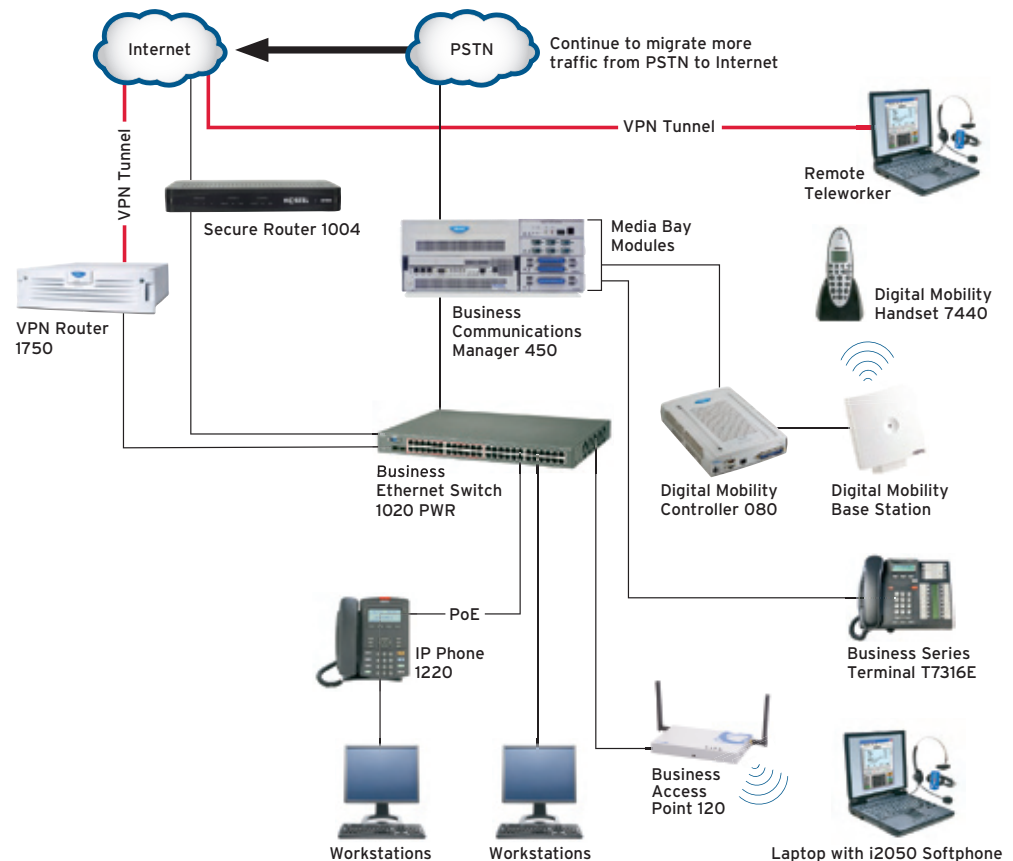 Internet
PSTN
Continue to migrate more
traffic from PSTN to Internet
VPN Tunnel
VPN Tunnel
Remote
Teleworker
Secure Router 1004
Media Bay
Modules
VPN Router
1750
Business
Communications
Manager 450
Digital Mobility
Handset 7440
Business
Ethernet Switch
1020 PWR
Digital Mobility
Controller 080
Digital Mobility
Base Station
PoE
IP Phone
1220
Business Series
Terminal T7316E
Business
Access
Point 120
Workstations
Workstations
Laptop with i2050 Softphone